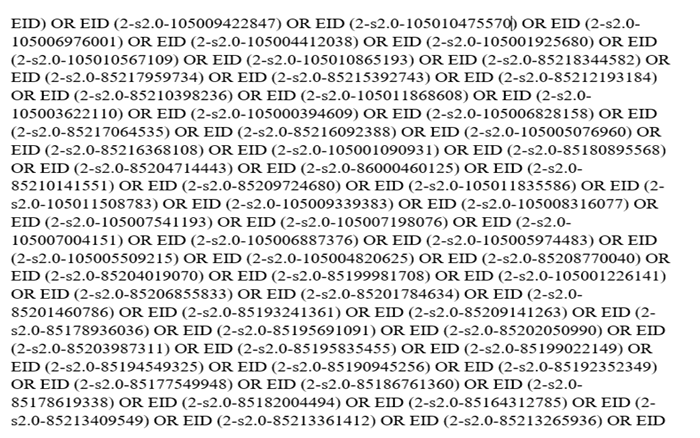 EID) OR EID (2-s2.0-105009422847) OR EID (2-s2.0-105010475570) OR EID (2-s2.0-
105006976001) OR EID (2-s2.0-105004412038) OR EID (2-s2.0-105001925680) OR EID
(2-s2.0-105010567109) OR EID (2-s2.0-105010865193) OR EID (2-s2.0-85218344582) OR
EID (2-s2.0-85217959734) OR EID (2-s2.0-85215392743) OR EID (2-s2.0-85212193184)
OR EID (2-s2.0-85210398236) OR EID (2-s2.0-105011868608) OR EID (2-s2.0-
105003622110) OR EID (2-s2.0-105000394609) OR EID (2-s2.0-105006828158) OR EID
(2-s2.0-85217064535) OR EID (2-s2.0-85216092388) OR EID (2-s2.0-105005076960) OR
EID (2-s2.0-85216368108) OR EID (2-s2.0-105001090931) OR EID (2-s2.0-85180895568)
OR EID (2-s2.0-85204714443) OR EID (2-s2.0-86000460125) OR EID (2-s2.0-
85210141551) OR EID (2-s2.0-85209724680) OR EID (2-s2.0-105011835586) OR EID (2-
s2.0-105011508783) OR EID (2-s2.0-105009339383) OR EID (2-s2.0-105008316077) OR
EID (2-s2.0-105007541193) OR EID (2-s2.0-105007198076) OR EID (2-s2.0-
105007004151) OR EID (2-s2.0-105006887376) OR EID (2-s2.0-105005974483) OR EID
(2-s2.0-105005509215) OR EID (2-s2.0-105004820625) OR EID (2-s2.0-85208770040) OR
EID (2-s2.0-85204019070) OR EID (2-s2.0-85199981708) OR EID (2-s2.0-105001226141)
OR EID (2-s2.0-85206855833) OR EID (2-s2.0-85201784634) OR EID (2-s2.0-
85201460786) OR EID (2-s2.0-85193241361) OR EID (2-s2.0-85209141263) OR EID (2-
s2.0-85178936036) OR EID (2-s2.0-85195691091) OR EID (2-s2.0-85202050990) OR EID
(2-s2.0-85203987311) OR EID (2-s2.0-85195835455) OR EID (2-s2.0-85199022149) OR
EID (2-s2.0-85194549325) OR EID (2-s2.0-85190945256) OR EID (2-s2.0-85192352349)
OR EID (2-s2.0-85177549948) OR EID (2-s2.0-85186761360) OR EID (2-s2.0-
85178619338) OR EID (2-s2.0-85182004494) OR EID (2-s2.0-85164312785) OR EID (2-
s2.0-85213409549) OR EID (2-s2.0-85213361412) OR EID (2-s2.0-85213265936) OR EID